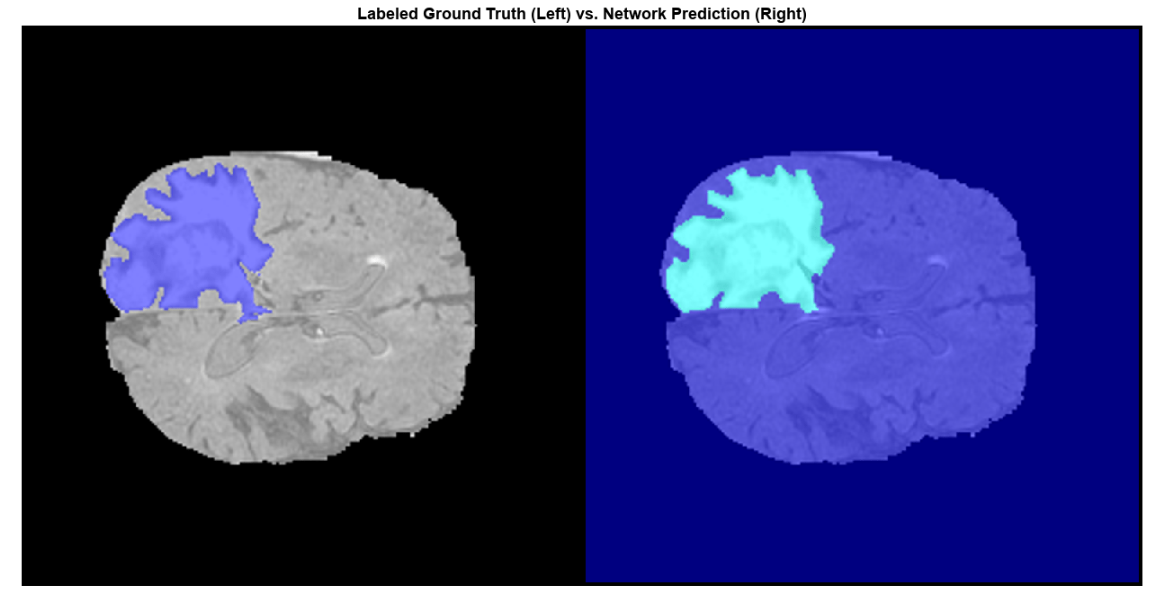 Labeled Ground Truth (Left) vs. Network Prediction (Right)